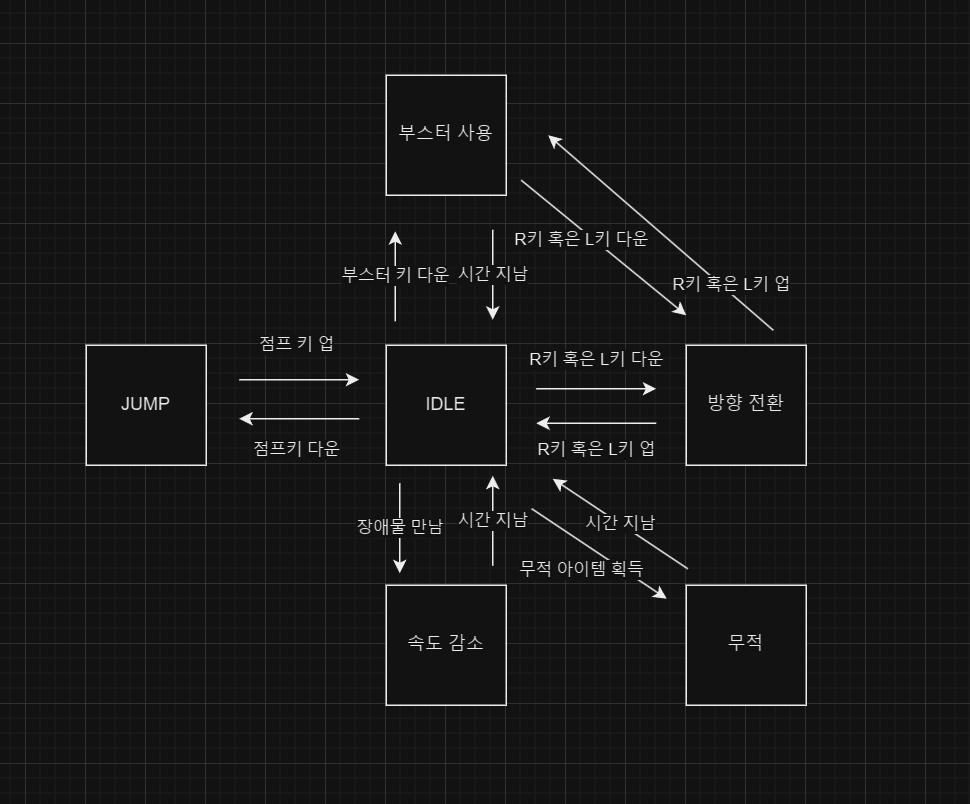 부스터 사용
R키 혹은 L키 다운
R키 혹은 L키 업
부스터 키 다운
시간 지남
점프 키 업
R키 혹은 L키 다운
JUMP
IDLE
방향 전환
점프키 다운
R키 혹은 L키 업
장애물 만남
시간 지남
시간 지남
무적 아이템 획득
속도 감소
무적